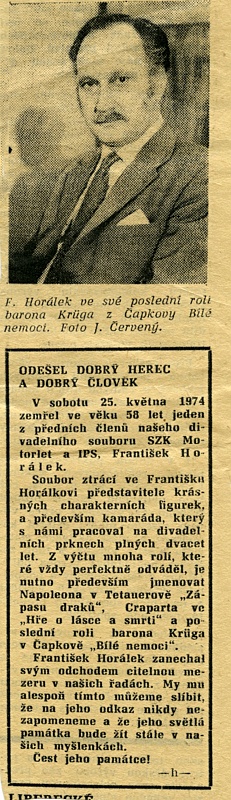 F. Horálek ve své poslední roli
barona Krüga z Čapkovy Bílé
nemoci. Foto J. Červený.
ODEŠEL DOBRÝ HEREC
A DOBRÝ ČLOVĚK
V sobotu 25. května 1974
zemřel ve věku 58 let jeden
z předních členů našeho di-
vadelního souboru SZK Mo-
torlet a IPS, František Ho-
rálek.
Soubor ztrácí ve Františku
Horálkovi představitele krás-
ných charakterních figurek,
a především kamaráda, který
s námi pracoval na divadel-
ních prknech plných dvacet
let. Z výčtu mnoha rolí, kte-
ré vždy perfektně odváděl, je
nutno především jmenovat
Napoleona v Tetauerově „Zá-
pasu draků“, Craparta ve
„Hře o lásce a smrti“ a po-
slední roli barona Krüga
v Čapkově „Bílé nemoci“.
František Horálek zanechal
svým odchodem citelnou me-
zeru v našich řadách. My mu
alespoň tímto můžeme slíbit,
že na jeho odkaz nikdy ne-
zapomeneme a že jeho světlá
památka bude žít stále v na-
šich myšlenkách.
Čest jeho památce!
—h—
LIBERECKÉ